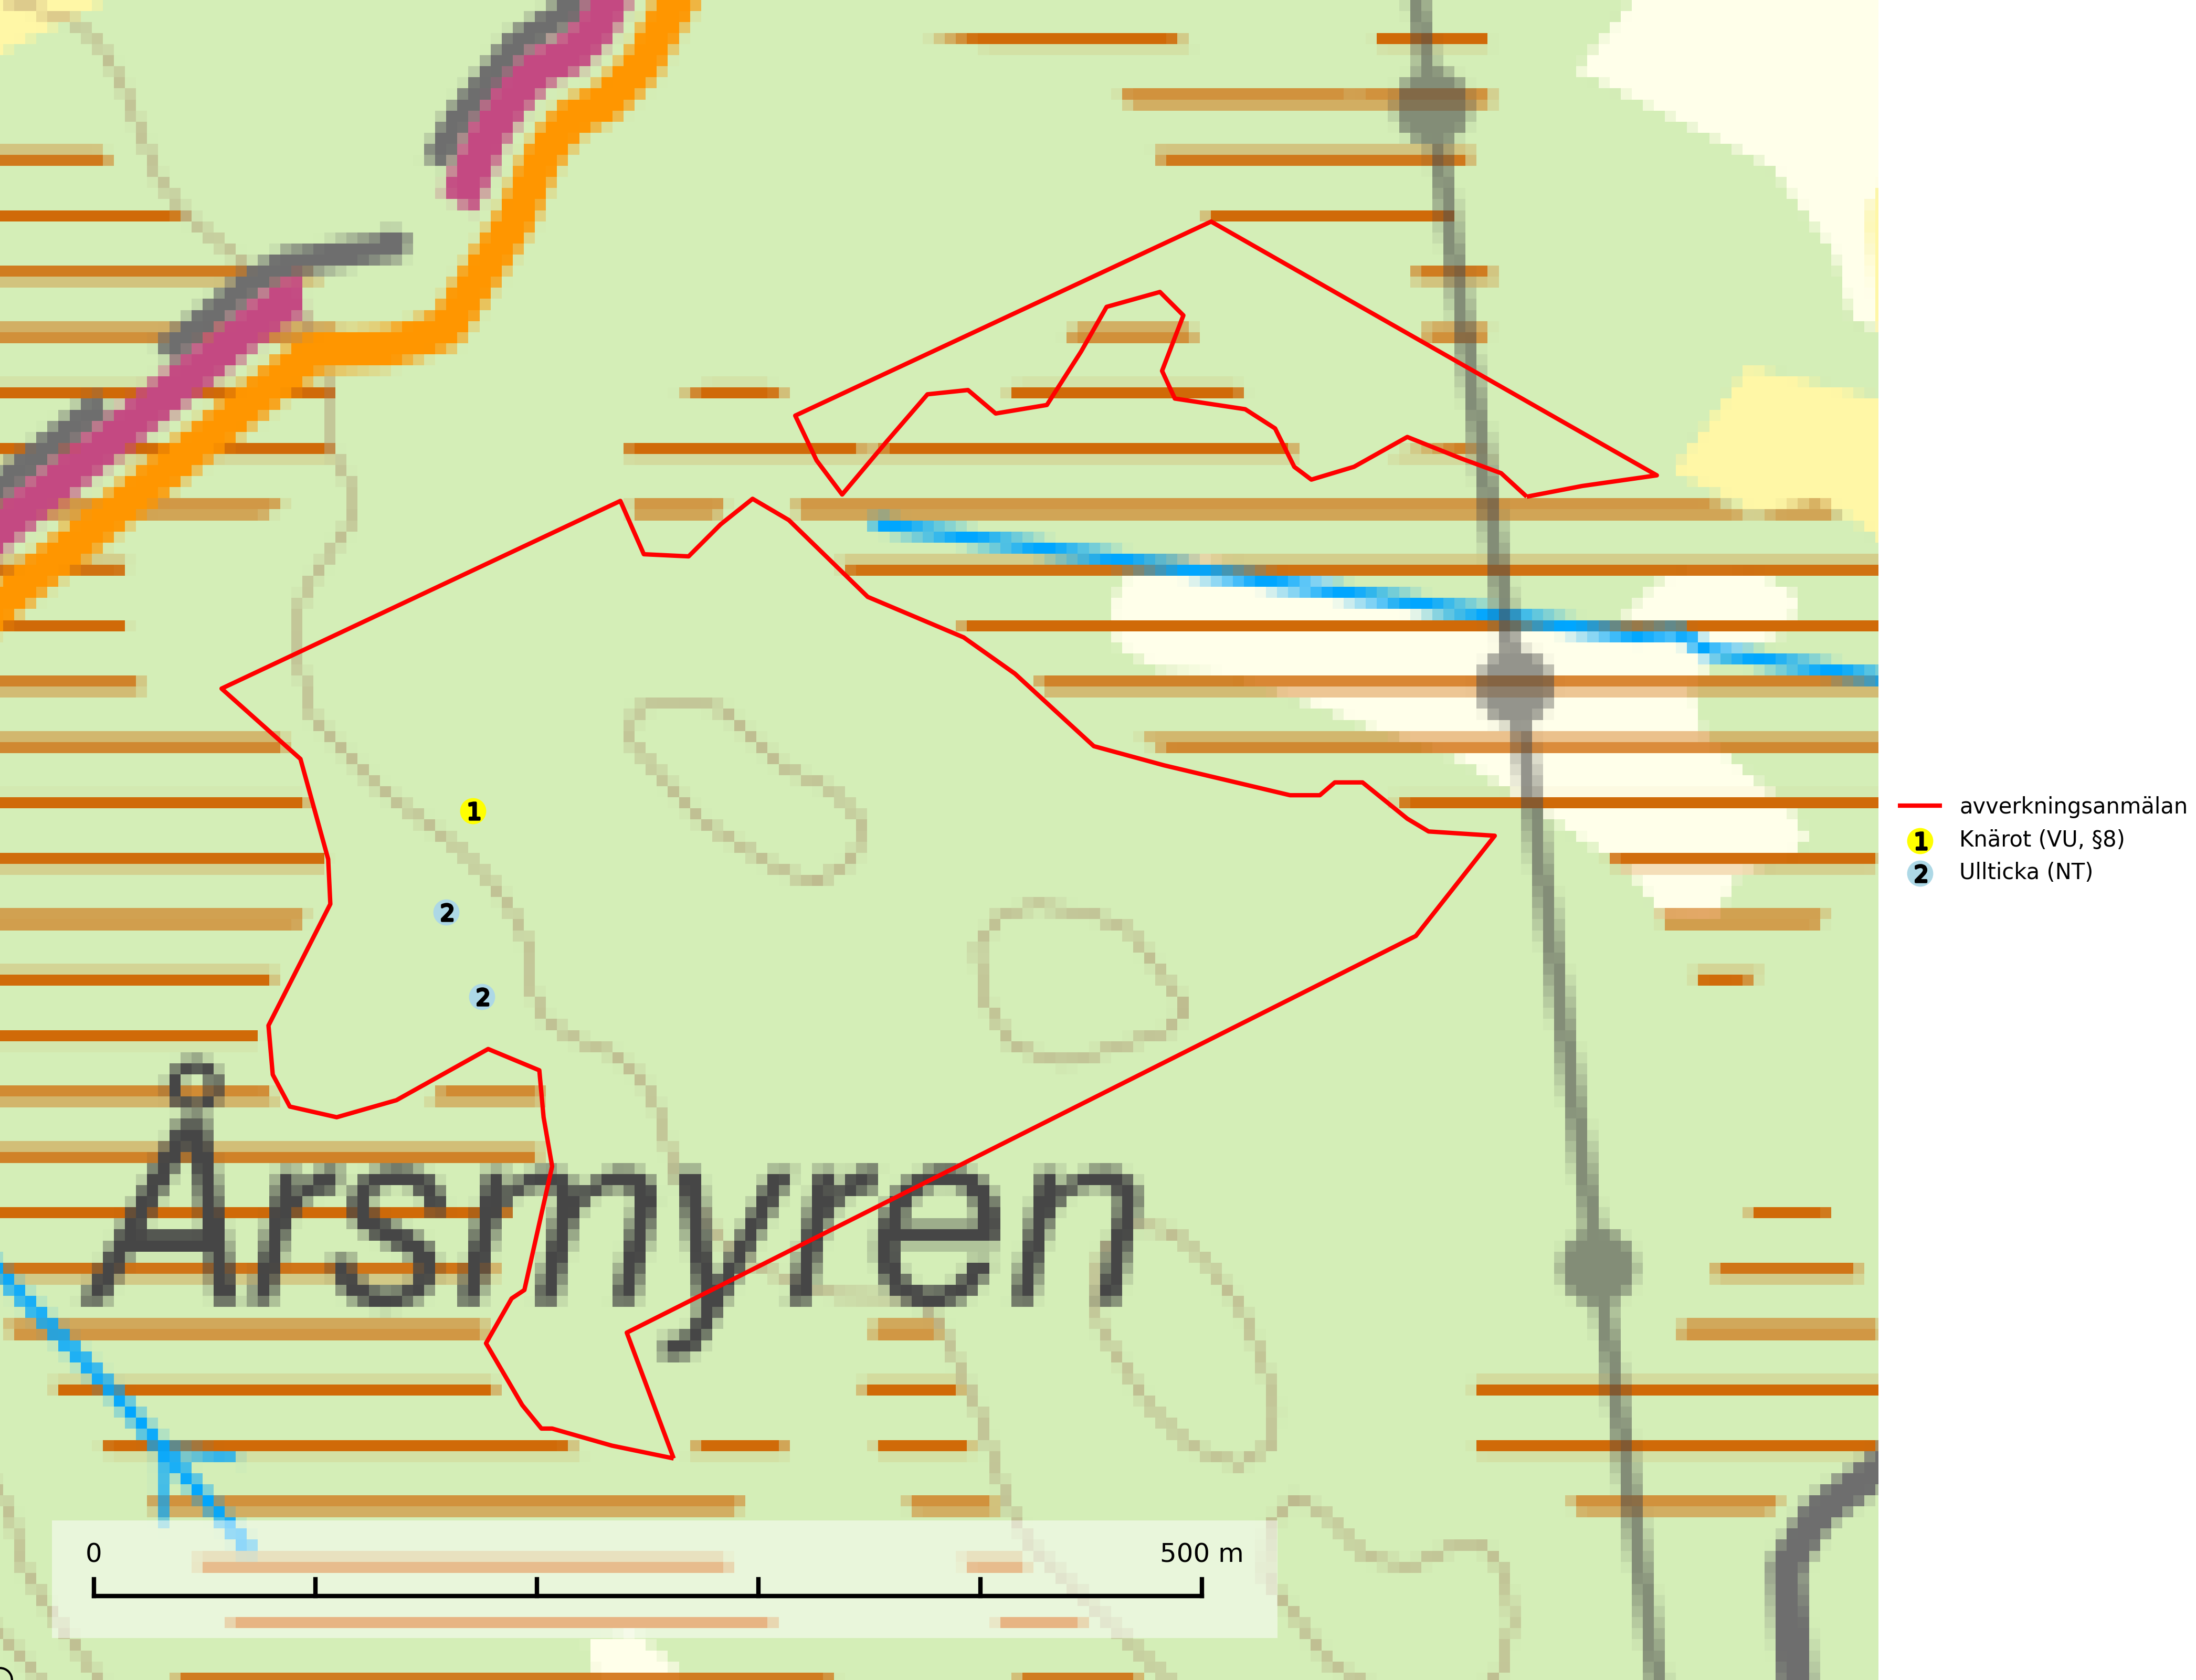 1
2
2
Årsmyren
0 500 m
avverkningsanmälan
1 Knärot (VU, §8)
2 Ullticka (NT)